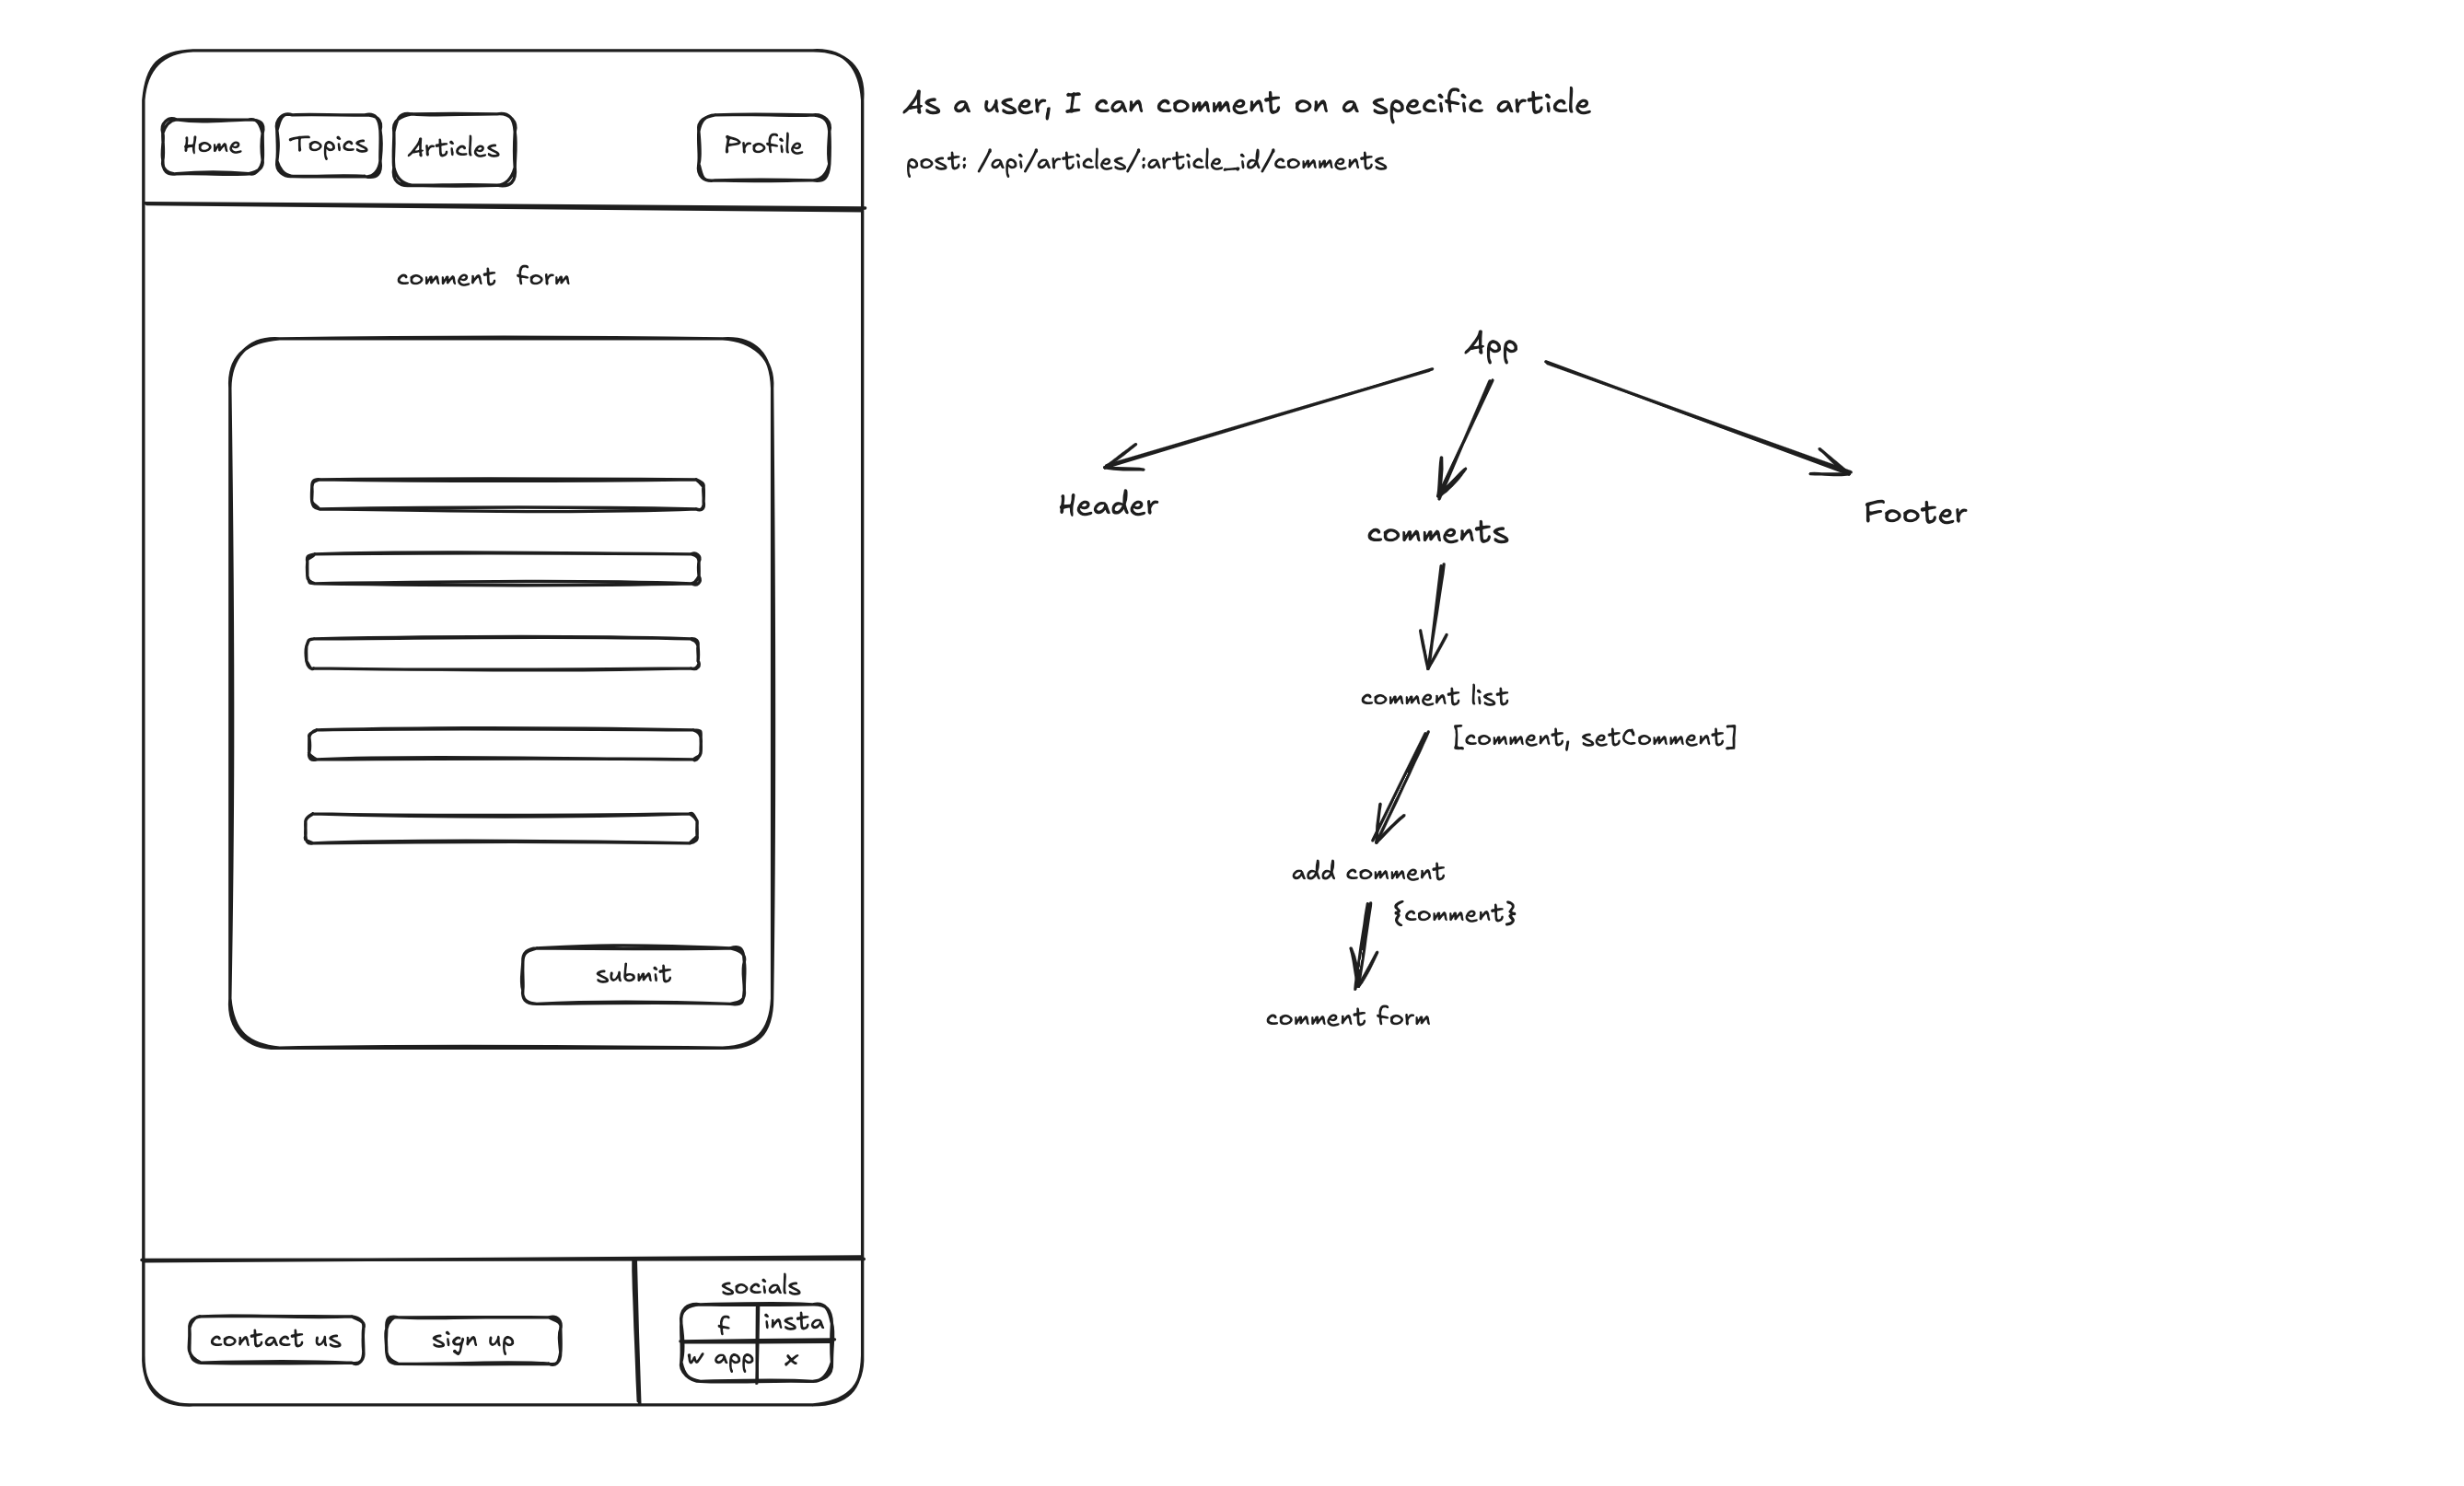 Home
Topics
Articles
Profile
comment form
submit
contact us
sign up
socials
f
insta
w app
x
As a user, I can comment on a specific article
post: /api/articles/:article_id/comments
App
Header
comments
Footer
comment list
[comment, setComment]
add comment
{comment}
comment form